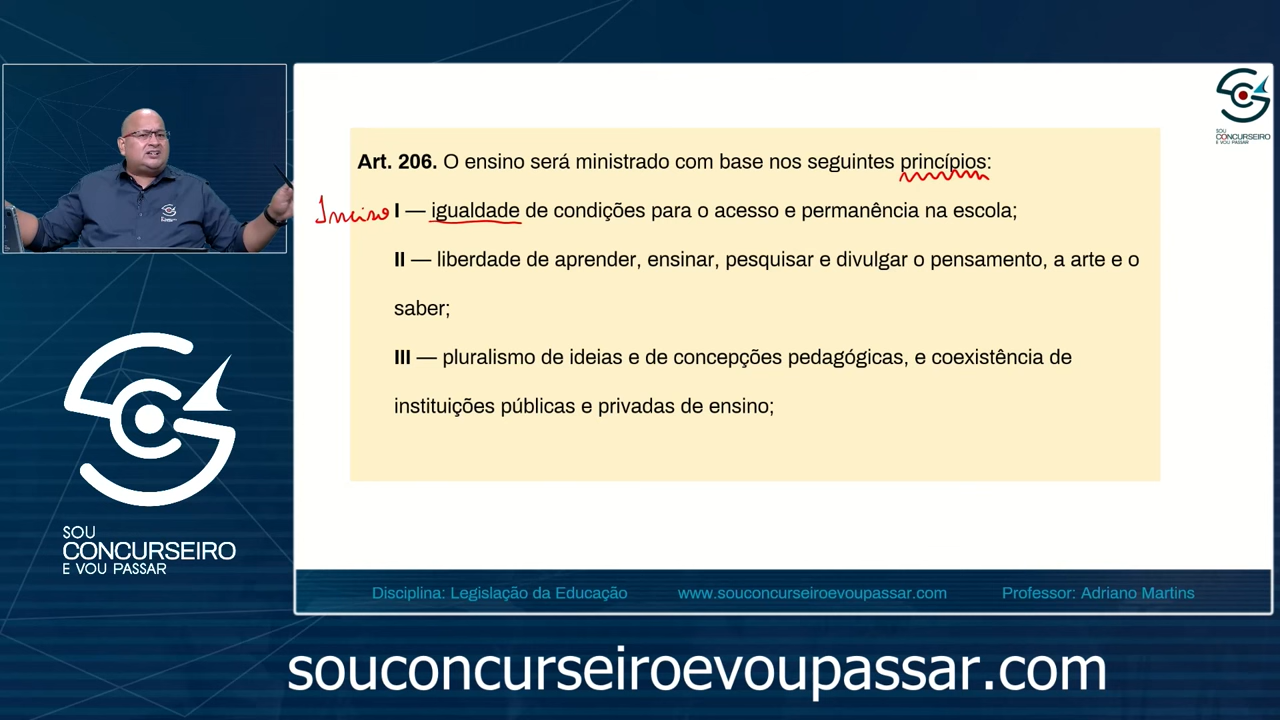 SOU
CONCURSEIRO
E VOU PASSAR
Art. 206. O ensino será ministrado com base nos seguintes princípios:
Inciso I — igualdade de condições para o acesso e permanência na escola;
II — liberdade de aprender, ensinar, pesquisar e divulgar o pensamento, a arte e o
saber;
III — pluralismo de ideias e de concepções pedagógicas, e coexistência de
instituições públicas e privadas de ensino;
SOU
CONCURSEIRO
E VOU PASSAR
Disciplina: Legislação da Educação www.souconcurseiroevoupassar.com Professor: Adriano Martins
souconcurseiroevoupassar.com